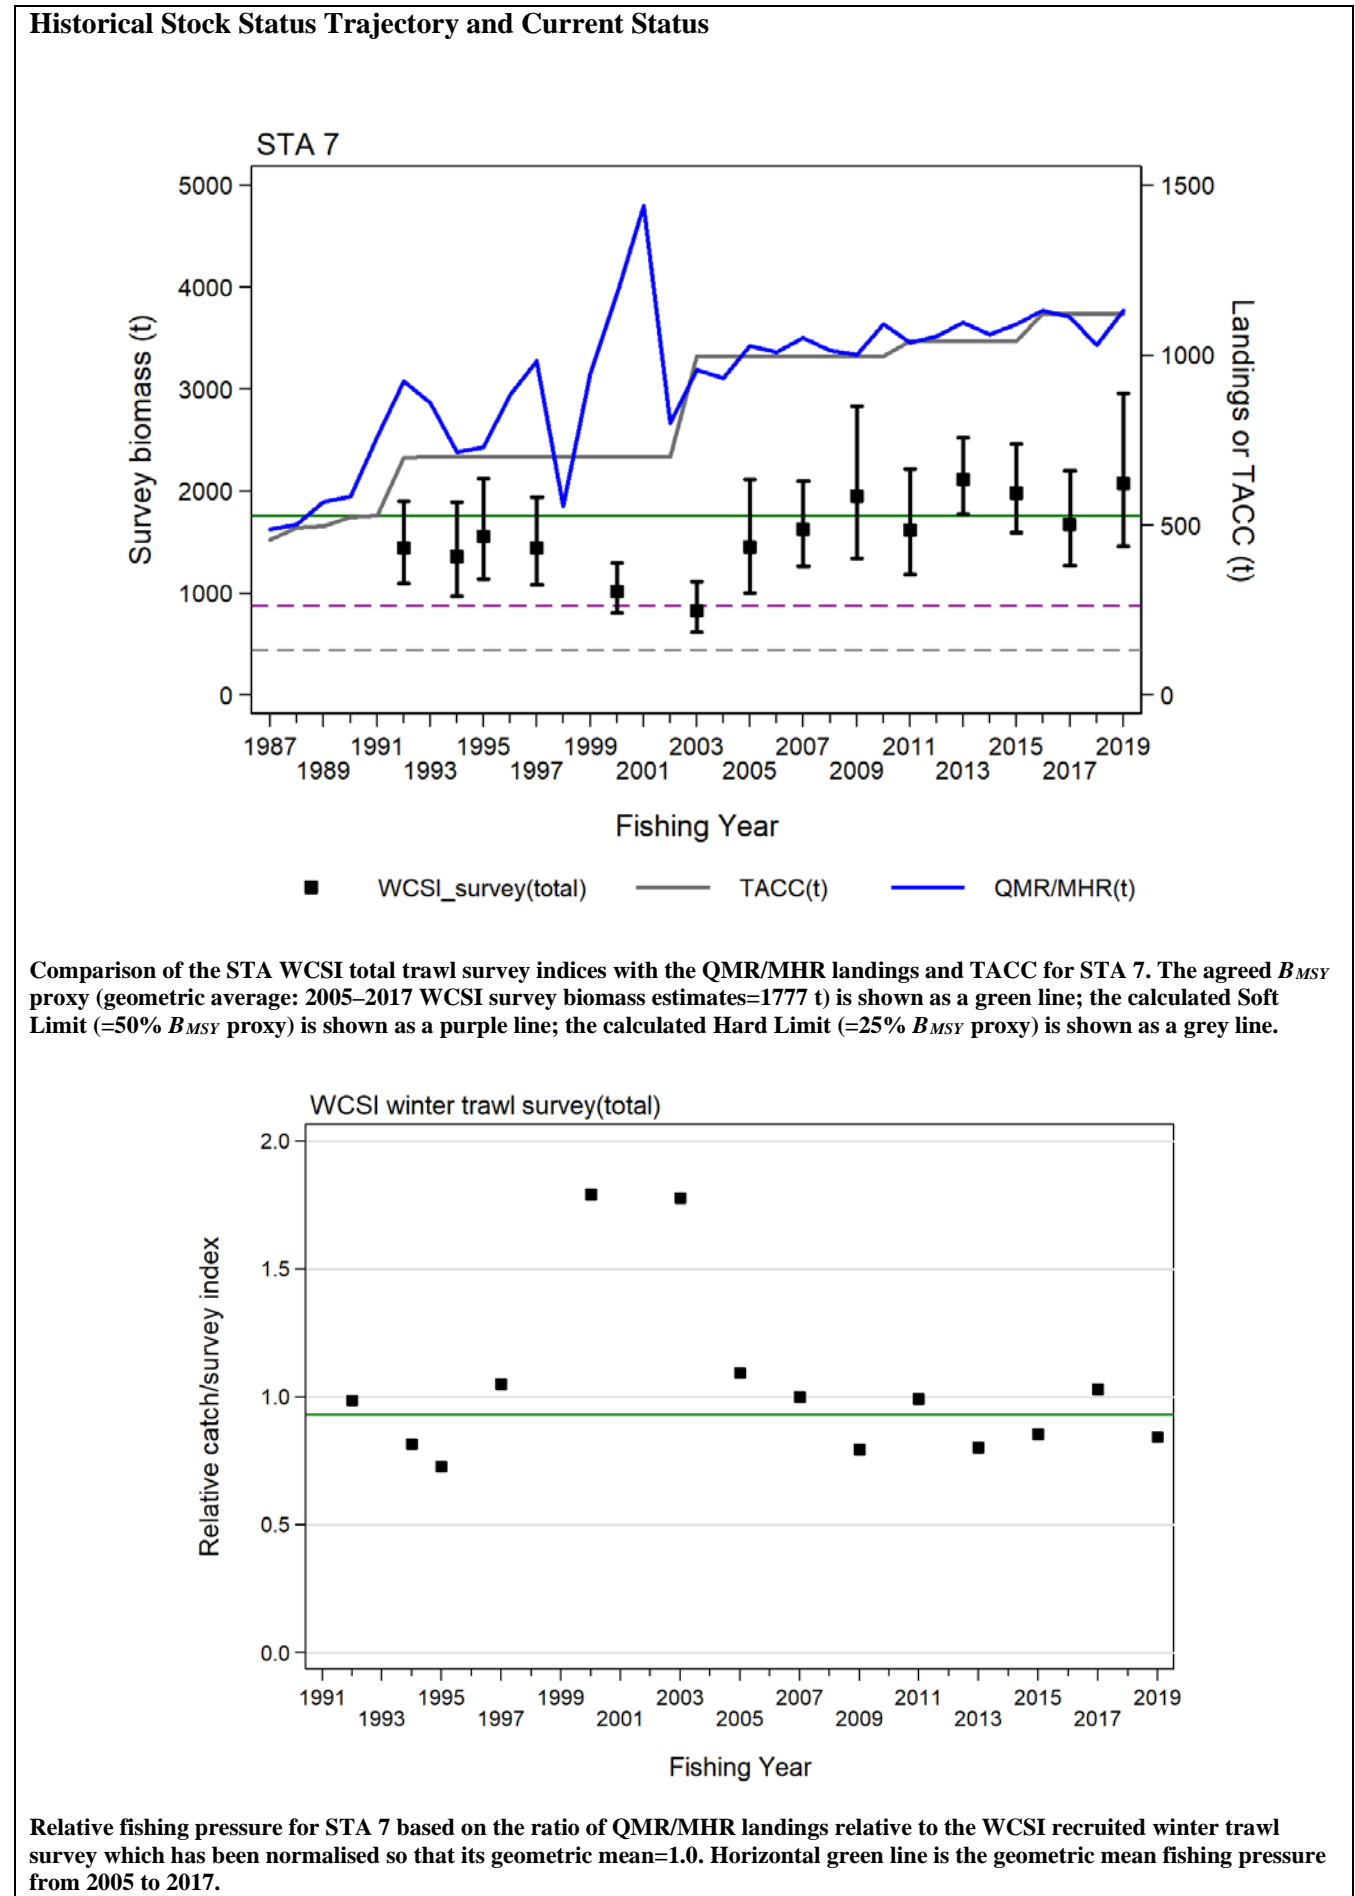 Historical Stock Status Trajectory and Current Status
STA 7
5000
4000
3000
2000
1000
0
Survey biomass (t)
1500
1000
500
0
Landings or TACC (t)
1987 1991 1995 1999 2003 2007 2011 2015 2019
1989 1993 1997 2001 2005 2009 2013 2017
Fishing Year
WCSI_survey(total) TACC(t) QMR/MHR(t)
Comparison of the STA WCSI total trawl survey indices with the QMR/MHR landings and TACC for STA 7. The agreed BMSY
proxy (geometric average: 2005–2017 WCSI survey biomass estimates=1777 t) is shown as a green line; the calculated Soft
Limit (=50% BMSY proxy) is shown as a purple line; the calculated Hard Limit (=25% BMSY proxy) is shown as a grey line.
WCSI winter trawl survey(total)
2.0
1.5
1.0
0.5
0.0
Relative catch/survey index
1991 1995 1999 2003 2007 2011 2015 2019
1993 1997 2001 2005 2009 2013 2017
Fishing Year
Relative fishing pressure for STA 7 based on the ratio of QMR/MHR landings relative to the WCSI recruited winter trawl
survey which has been normalised so that its geometric mean=1.0. Horizontal green line is the geometric mean fishing pressure
from 2005 to 2017.